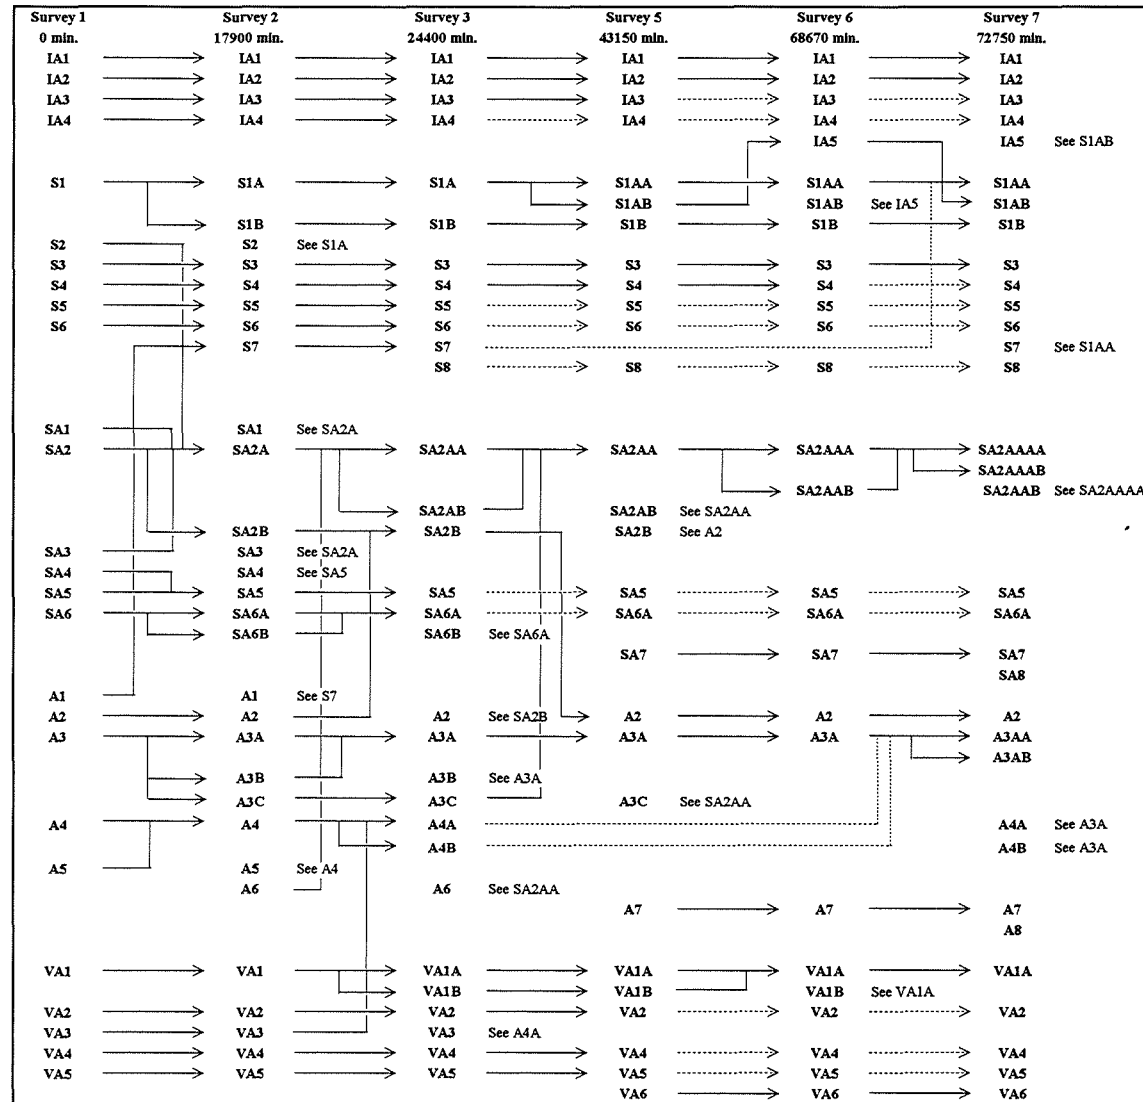 Survey 1 Survey 2 Survey 3 Survey 5 Survey 6 Survey 7
0 min. 17900 min. 24400 min. 43150 min. 68670 min. 72750 min.
IA1 IA1 IA1 IA1 IA1 IA1
IA2 IA2 IA2 IA2 IA2 IA2
IA3 IA3 IA3 IA3 IA3 IA3
IA4 IA4 IA4 IA4 IA4 IA4
IA5 IA5 See S1AB
S1 S1A S1A S1AA S1AA S1AA
S1AB S1AB See IA5 S1AB
S1B S1B S1B S1B S1B
S2 S2 See S1A
S3 S3 S3 S3 S3 S3
S4 S4 S4 S4 S4 S4
S5 S5 S5 S5 S5 S5
S6 S6 S6 S6 S6 S6
S7 S7 S7 See S1AA
S8 S8 S8 S8
SA1 SA1 See SA2A
SA2 SA2A SA2AA SA2AA SA2AAA SA2AAAA
SA2AAAB
SA2AAB SA2AAB See SA2AAAA
SA2AB SA2AB See SA2AA
SA2B SA2B SA2B See A2
SA3 SA3 See SA2A
SA4 SA4 See SA5
SA5 SA5 SA5 SA5 SA5 SA5
SA6 SA6A SA6A SA6A SA6A SA6A
SA6B SA6B See SA6A
SA7 SA7 SA7
SA8
A1 A1 See S7
A2 A2 A2 See SA2B A2 A2 A2
A3 A3A A3A A3A A3A A3AA
A3AB
A3B A3B See A3A
A3C A3C A3C See SA2AA
A4 A4 A4A A4A See A3A
A4B A4B See A3A
A5 A5 See A4
A6 A6 See SA2AA
A7 A7 A7
A8
VA1 VA1 VA1A VA1A VA1A VA1A
VA1B VA1B VA1B See VA1A
VA2 VA2 VA2 VA2 VA2 VA2
VA3 VA3 VA3 See A4A
VA4 VA4 VA4 VA4 VA4 VA4
VA5 VA5 VA5 VA5 VA5 VA5
VA6 VA6 VA6